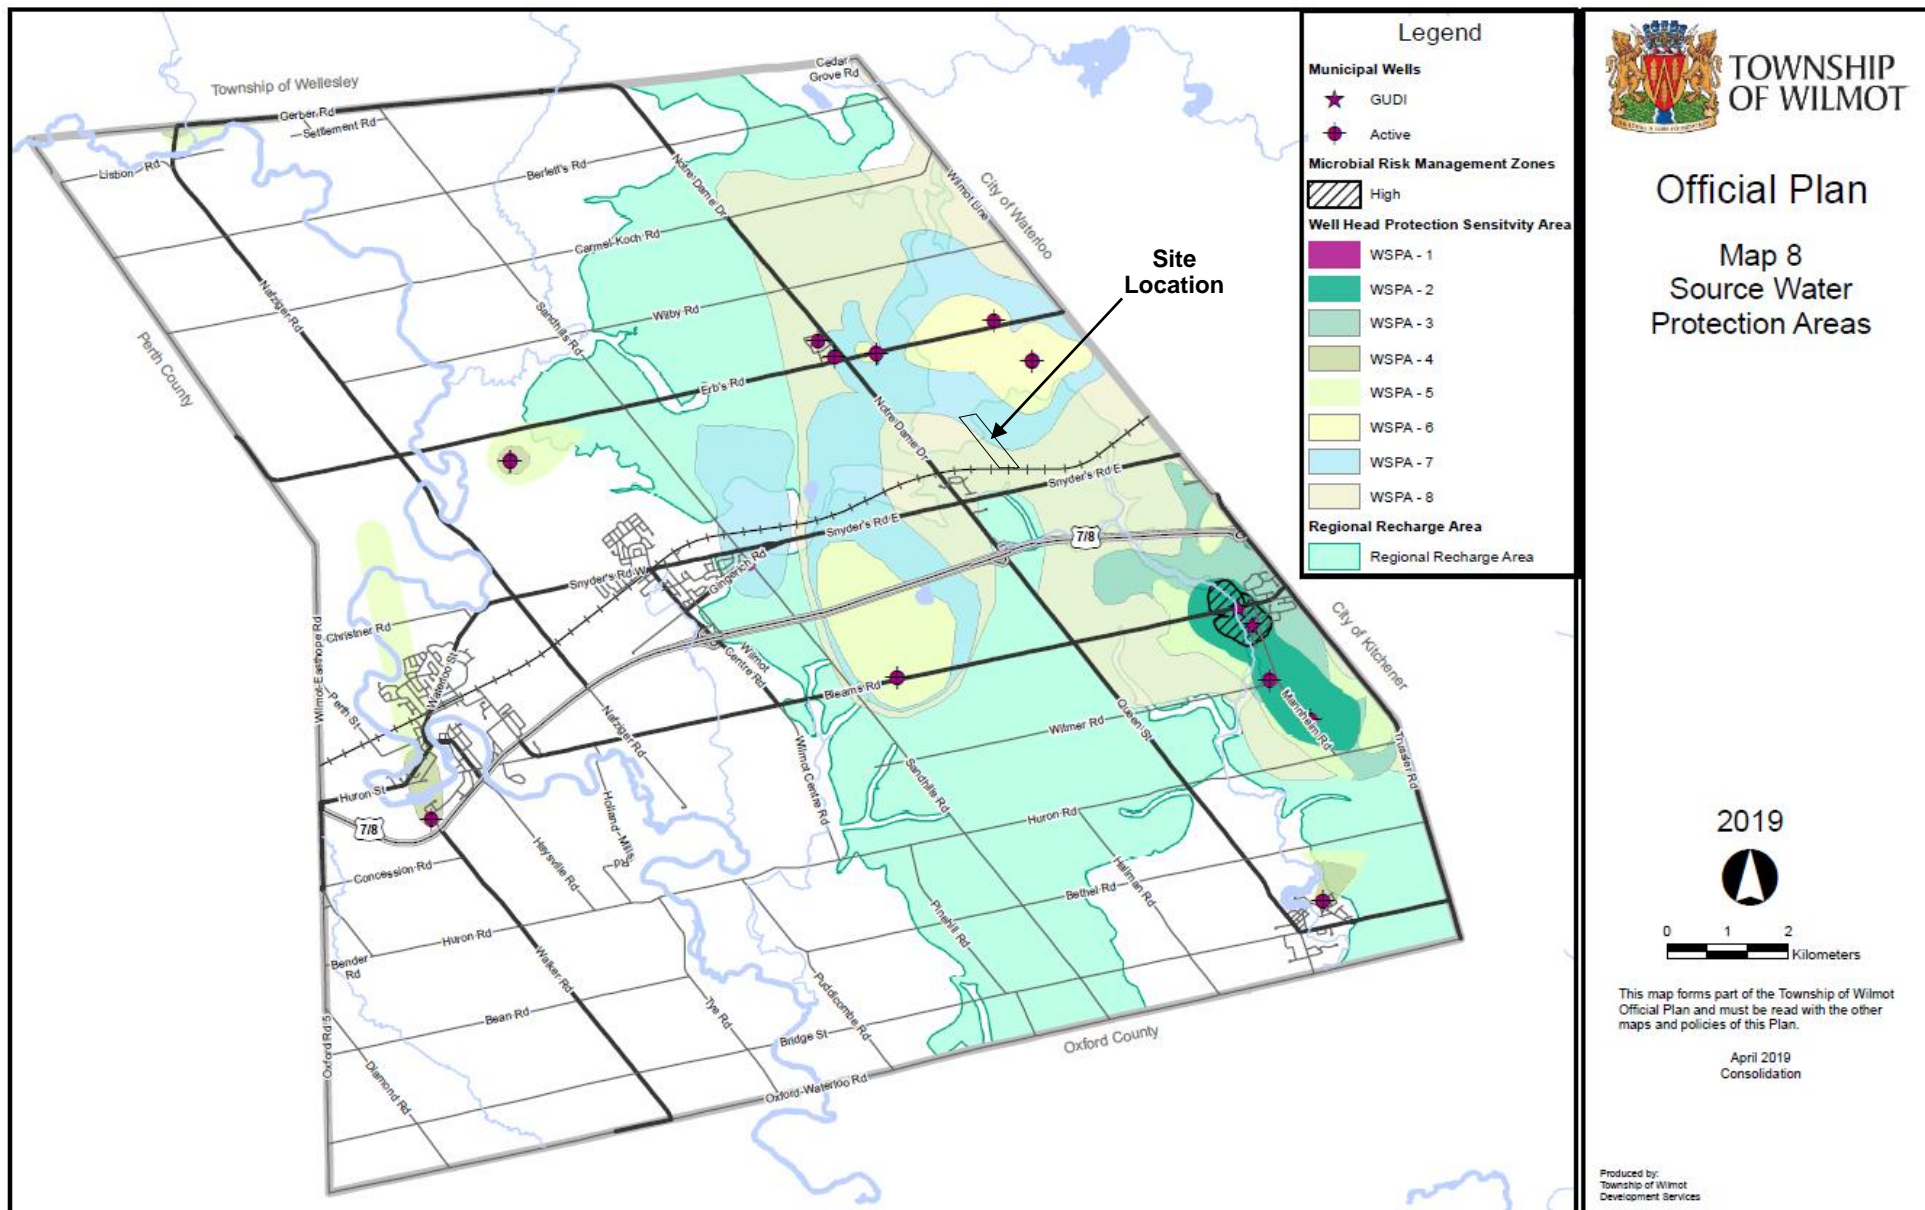 Township of Wellesley
Cedar
Grove Rd
Gerber Rd
Settlement Rd
Lisbon Rd
Berlett's Rd
Notre Dame Dr
Wilmot Line
City of Waterloo
Carmel-Koch Rd
Nafziger Rd
Sandhills Rd
Wilby Rd
Site
Location
Perth County
Erb's Rd
Notre Dame Dr
Snyder's Rd E
Snyder's Rd E
7/8
Snyder's Rd W
Gingerich Rd
Christner Rd
Wilmot-Easthope Rd
Waterloo St
Perth St
Wilmot
Centre Rd
Bleams Rd
City of Kitchener
Mannheim Rd
Trussler Rd
Queen St
Wilmer Rd
Nafziger Rd
Wilmot Centre Rd
Sandhills Rd
Huron St
7/8
Holland-Mills
Rd
Huron Rd
Haysville Rd
Concession Rd
Hallman Rd
Bethel Rd
Pinehill Rd
Huron Rd
Bender
Rd
Walker Rd
Puddicombe Rd
Tye Rd
Bean Rd
Bridge St
Oxford Rd 5
Diamond Rd
Oxford County
Oxford-Waterloo Rd
Legend
Municipal Wells
GUDI
Active
Microbial Risk Management Zones
High
Well Head Protection Sensitvity Area
WSPA - 1
WSPA - 2
WSPA - 3
WSPA - 4
WSPA - 5
WSPA - 6
WSPA - 7
WSPA - 8
Regional Recharge Area
Regional Recharge Area
TOWNSHIP
OF WILMOT
Official Plan
Map 8
Source Water
Protection Areas
2019
0 1 2
Kilometers
This map forms part of the Township of Wilmot
Official Plan and must be read with the other
maps and policies of this Plan.
April 2019
Consolidation
Produced by:
Township of Wilmot
Development Services